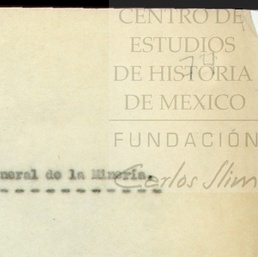 CENTRO DE
ESTUDIOS
DE HISTORIA
DE MEXICO
FUNDACIÓN
Carlos Slim
neral de la Minería.